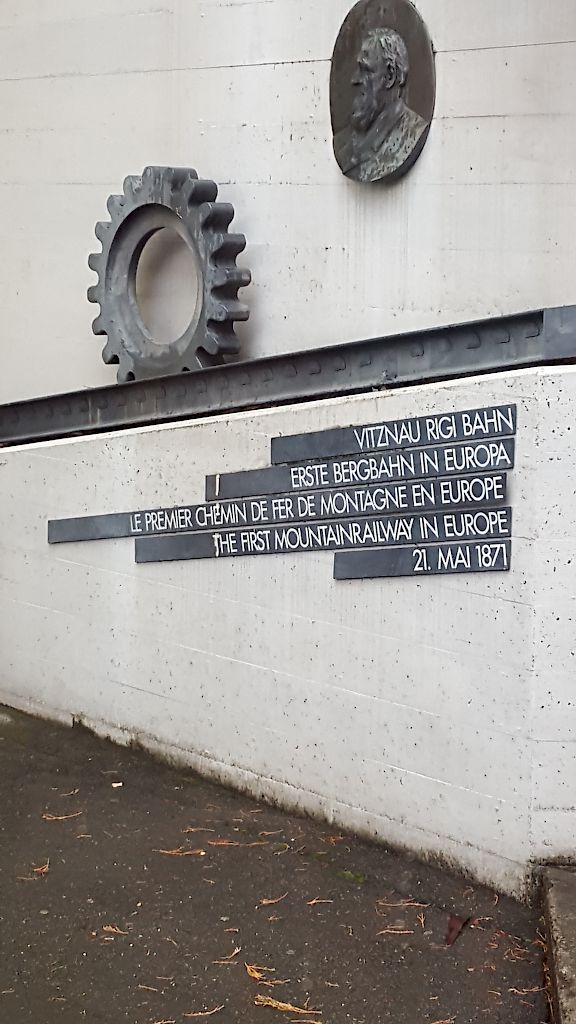 VITZNAU RIGI BAHN
ERSTE BERGBAHN IN EUROPA
LE PREMIER CHEMIN DE FER DE MONTAGNE EN EUROPE
THE FIRST MOUNTAINRAILWAY IN EUROPE
21. MAI 1871